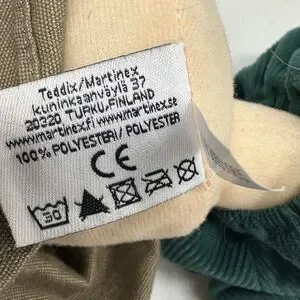 Teddix/Martinex
kuninkaanväylä 37
20320 TURKU.FINLAND
www.martinex.fi www.martinex.se
100% POLYESTERI/ POLYESTER
CE
30